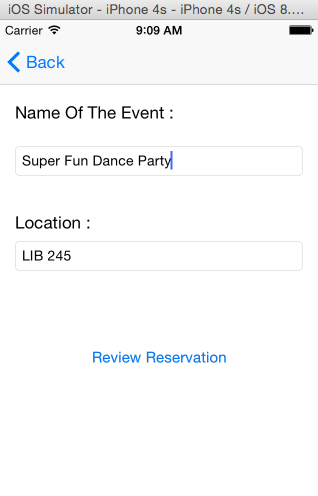 iOS Simulator - iPhone 4s - iPhone 4s / iOS 8....
Carrier 9:09 AM
Back
Name Of The Event :
Super Fun Dance Party
Location :
LIB 245
Review Reservation